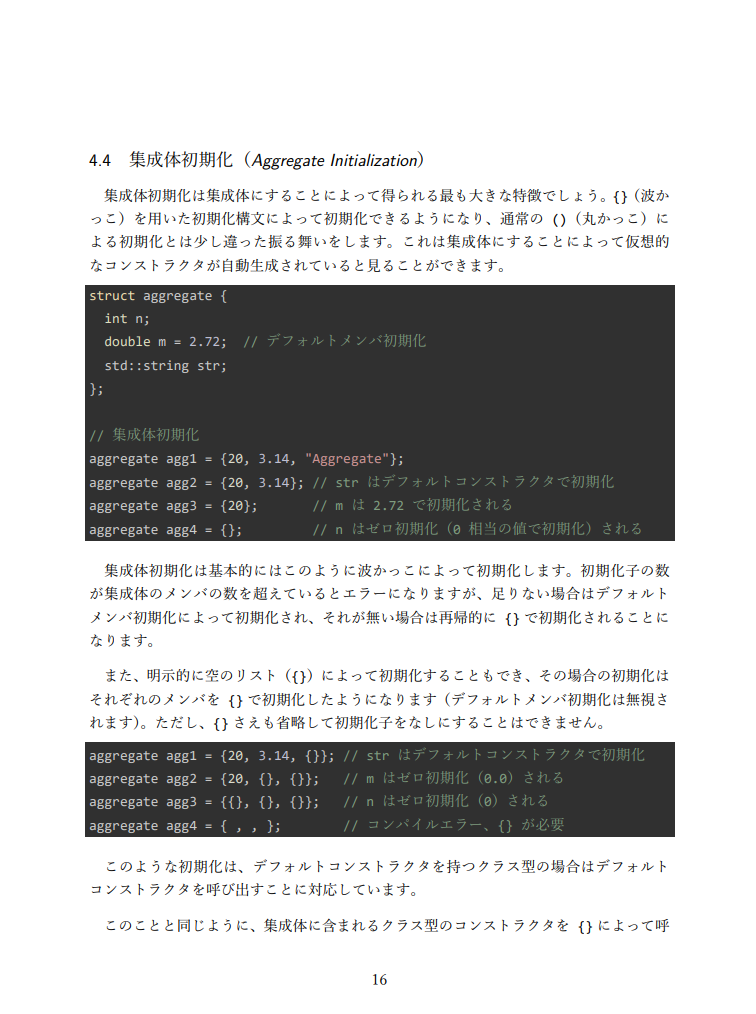 4.4 集成体初期化（Aggregate Initialization）
集成体初期化は集成体にすることによって得られる最も大きな特徴でしょう。{}（波か
っこ）を用いた初期化構文によって初期化できるようになり、通常の ()（丸かっこ）に
よる初期化とは少し違った振る舞いをします。これは集成体にすることによって仮想的
なコンストラクタが自動生成されていると見ることができます。
struct aggregate {
  int n;
  double m = 2.72;  // デフォルトメンバ初期化
  std::string str;
};
// 集成体初期化
aggregate agg1 = {20, 3.14, "Aggregate"};
aggregate agg2 = {20, 3.14}; // str はデフォルトコンストラクタで初期化
aggregate agg3 = {20};       // m は 2.72 で初期化される
aggregate agg4 = {};         // n はゼロ初期化（0 相当の値で初期化）される
集成体初期化は基本的にはこのように波かっこによって初期化します。初期化子の数
が集成体のメンバの数を超えているとエラーになりますが、足りない場合はデフォルト
メンバ初期化によって初期化され、それが無い場合は再帰的に {} で初期化されることに
なります。
また、明示的に空のリスト（{}）によって初期化することもでき、その場合の初期化は
それぞれのメンバを {} で初期化したようになります（デフォルトメンバ初期化は無視さ
れます）。ただし、{} さえも省略して初期化子をなしにすることはできません。
aggregate agg1 = {20, 3.14, {}}; // str はデフォルトコンストラクタで初期化
aggregate agg2 = {20, {}, {}};   // m はゼロ初期化（0.0）される
aggregate agg3 = {{}, {}, {}};   // n はゼロ初期化（0）される
aggregate agg4 = { , , };        // コンパイルエラー、{} が必要
このような初期化は、デフォルトコンストラクタを持つクラス型の場合はデフォルト
コンストラクタを呼び出すことに対応しています。
このことと同じように、集成体に含まれるクラス型のコンストラクタを {} によって呼
16